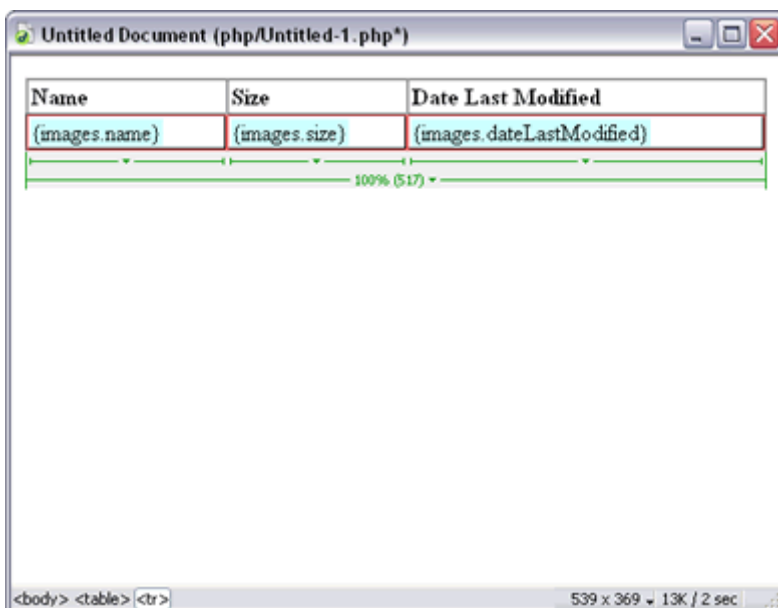 Untitled Document (php/Untitled-1.php*)
Name Size Date Last Modified
{images.name} {images.size} {images.dateLastModified}
100% (517)
<body> <table> <tr> 539 x 369 13K / 2 sec